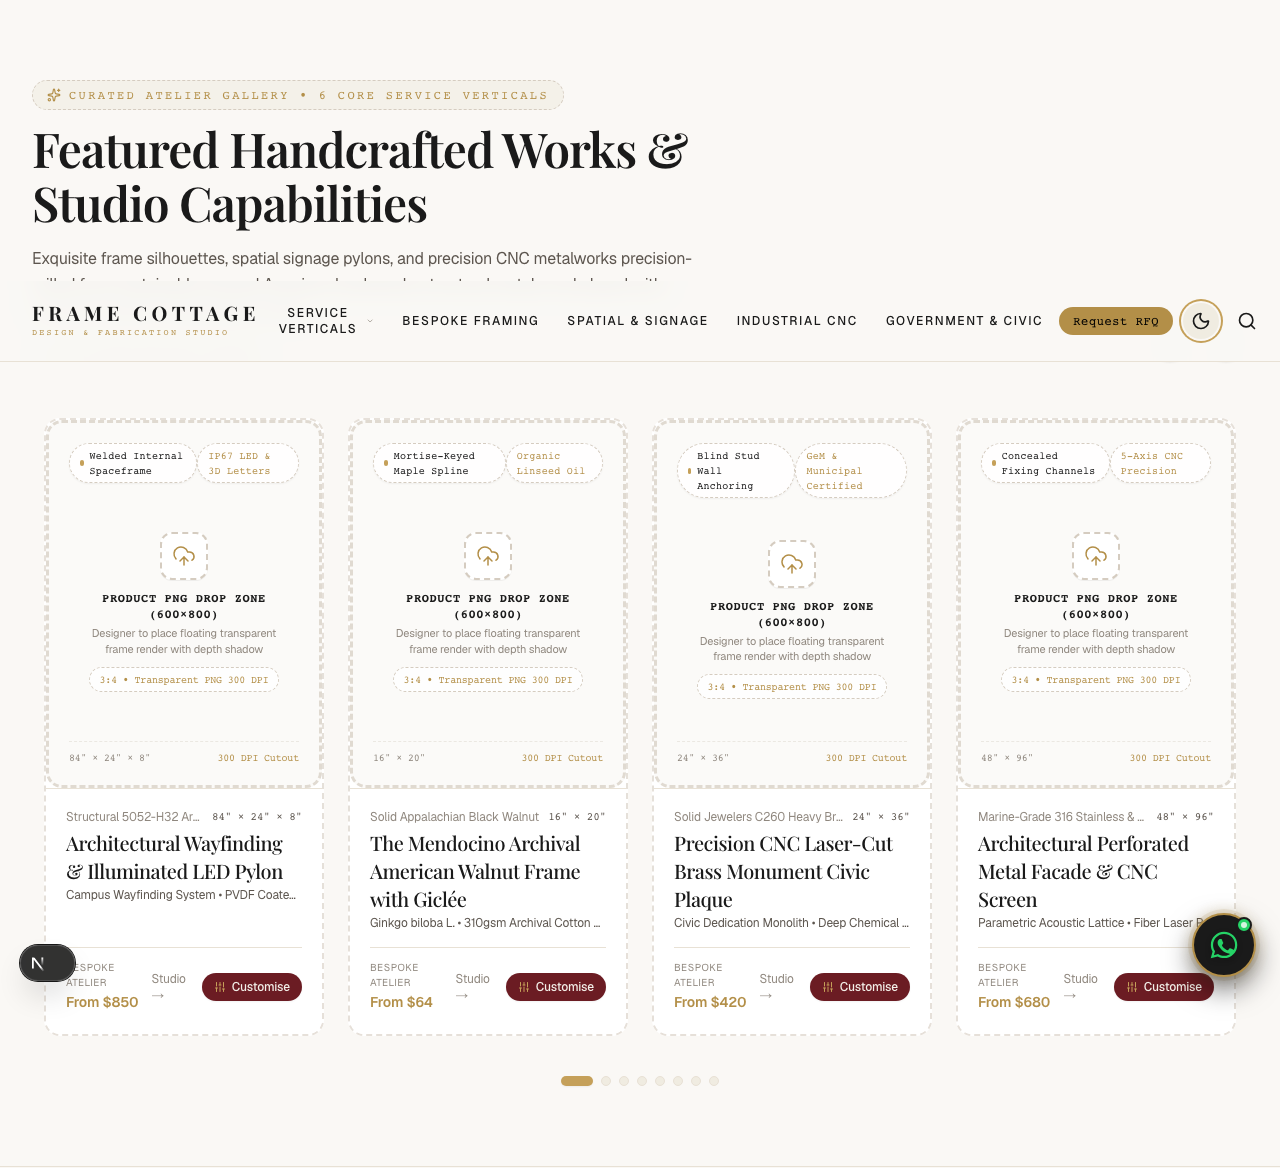 CURATED ATELIER GALLERY • 6 CORE SERVICE VERTICALS
Featured Handcrafted Works &
Studio Capabilities
Exquisite frame silhouettes, spatial signage pylons, and precision CNC metalworks precision-
FRAME COTTAGE
DESIGN & FABRICATION STUDIO
SERVICE
VERTICALS
BESPOKE FRAMING
SPATIAL & SIGNAGE
INDUSTRIAL CNC
GOVERNMENT & CIVIC
Request RFQ
Welded Internal
Spaceframe
IP67 LED &
3D Letters
PRODUCT PNG DROP ZONE
(600×800)
Designer to place floating transparent
frame render with depth shadow
3:4 • Transparent PNG 300 DPI
84" × 24" × 8"
300 DPI Cutout
Structural 5052-H32 Ar...
84" × 24" × 8"
Architectural Wayfinding
& Illuminated LED Pylon
Campus Wayfinding System • PVDF Coate...
BESPOKE
ATELIER
From $850
Studio
→
Customise
Mortise-Keyed
Maple Spline
Organic
Linseed Oil
PRODUCT PNG DROP ZONE
(600×800)
Designer to place floating transparent
frame render with depth shadow
3:4 • Transparent PNG 300 DPI
16" × 20"
300 DPI Cutout
Solid Appalachian Black Walnut
16" × 20"
The Mendocino Archival
American Walnut Frame
with Giclée
Ginkgo biloba L. • 310gsm Archival Cotton ...
BESPOKE
ATELIER
From $64
Studio
→
Customise
Blind Stud
Wall
Anchoring
GeM &
Municipal
Certified
PRODUCT PNG DROP ZONE
(600×800)
Designer to place floating transparent
frame render with depth shadow
3:4 • Transparent PNG 300 DPI
24" × 36"
300 DPI Cutout
Solid Jewelers C260 Heavy Br...
24" × 36"
Precision CNC Laser-Cut
Brass Monument Civic
Plaque
Civic Dedication Monolith • Deep Chemical ...
BESPOKE
ATELIER
From $420
Studio
→
Customise
Concealed
Fixing Channels
5-Axis CNC
Precision
PRODUCT PNG DROP ZONE
(600×800)
Designer to place floating transparent
frame render with depth shadow
3:4 • Transparent PNG 300 DPI
48" × 96"
300 DPI Cutout
Marine-Grade 316 Stainless & ...
48" × 96"
Architectural Perforated
Metal Facade & CNC
Screen
Parametric Acoustic Lattice • Fiber Laser
BESPOKE
ATELIER
From $680
Studio
→
Customise
N